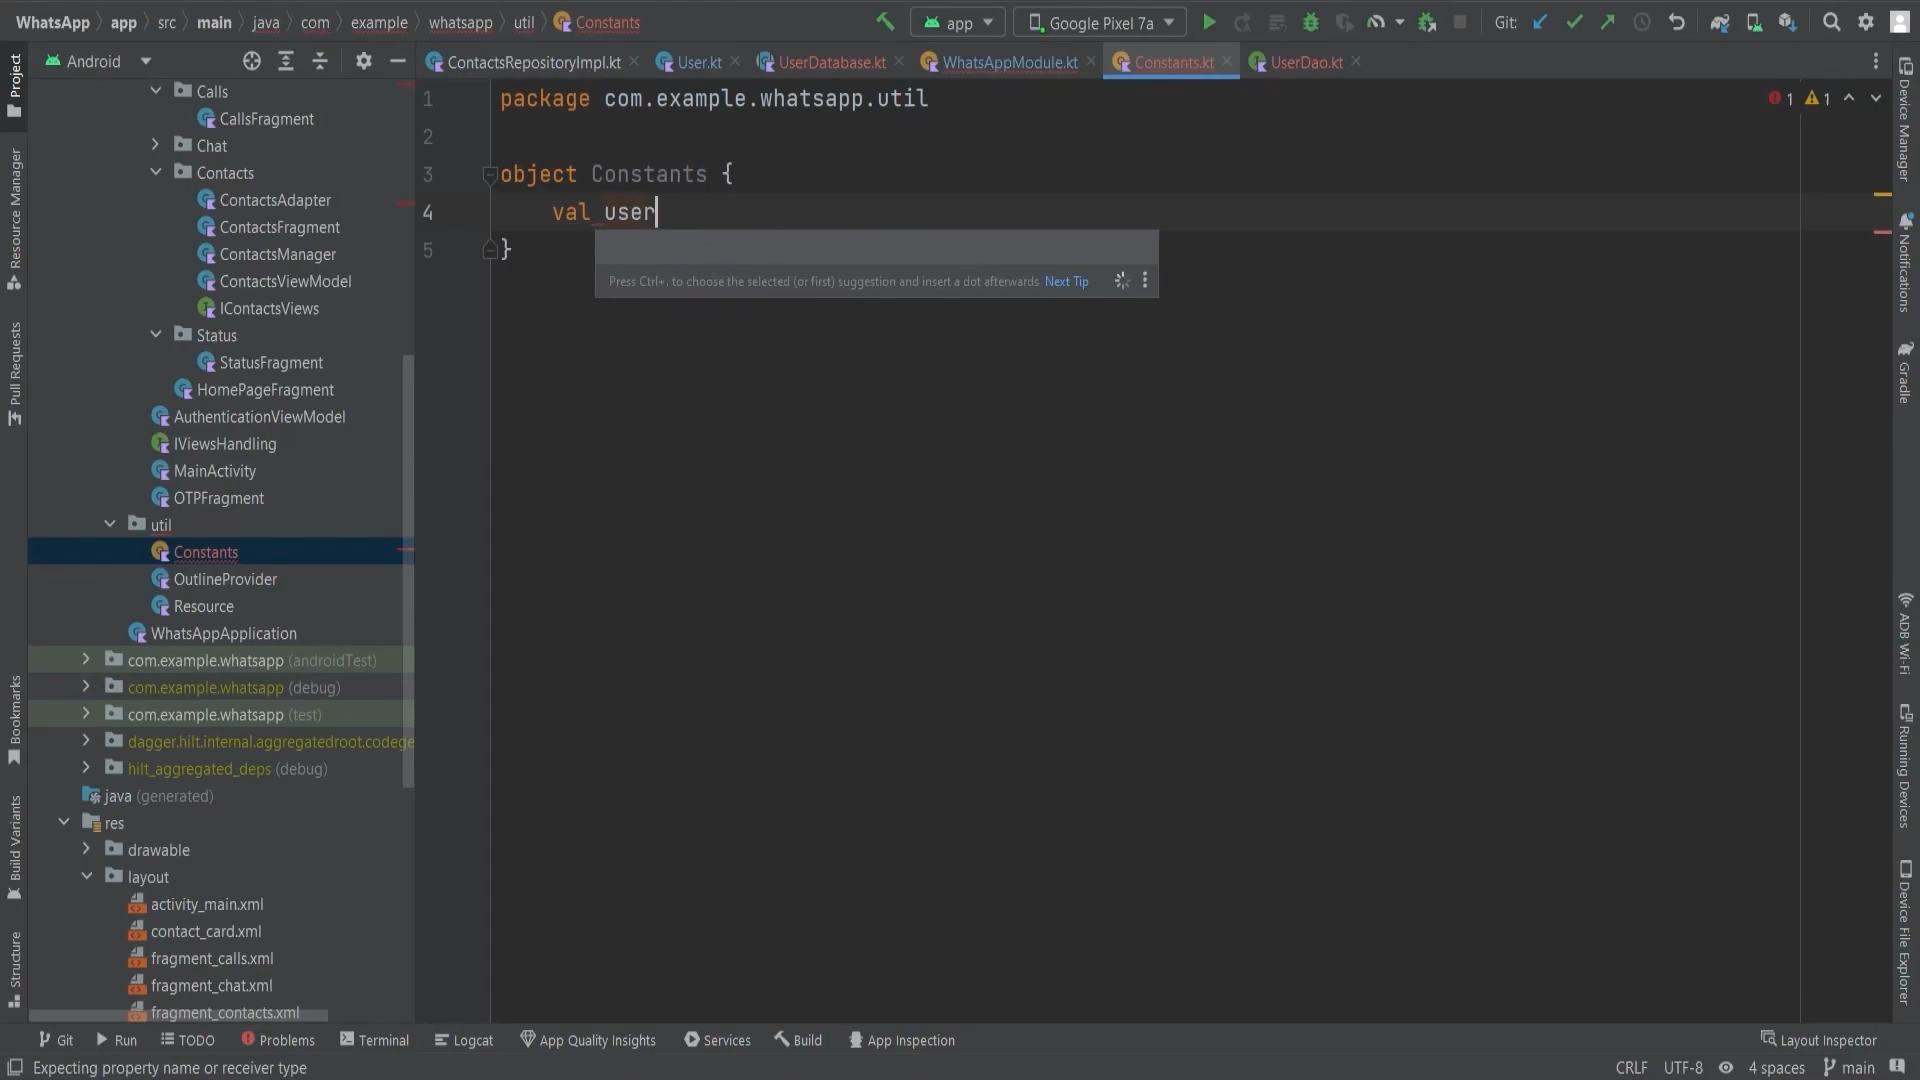 WhatsApp app src main java com example whatsapp util Constants
app
Google Pixel 7a
Git:
Project
Android
ContactsRepositoryImpl.kt
User.kt
UserDatabase.kt
WhatsAppModule.kt
Constants.kt
UserDao.kt
Calls
CallsFragment
Chat
Contacts
ContactsAdapter
ContactsFragment
ContactsManager
ContactsViewModel
IContactsViews
Status
StatusFragment
HomePageFragment
AuthenticationViewModel
IViewsHandling
MainActivity
OTPFragment
util
Constants
OutlineProvider
Resource
WhatsAppApplication
com.example.whatsapp (androidTest)
com.example.whatsapp (debug)
com.example.whatsapp (test)
dagger.hilt.internal.aggregatedroot.codege
hilt_aggregated_deps (debug)
java (generated)
res
drawable
layout
activity_main.xml
contact_card.xml
fragment_calls.xml
fragment_chat.xml
fragment_contacts.xml
1 package com.example.whatsapp.util
2
3 object Constants {
4 val user
5 }
1 1
Press Ctrl+. to choose the selected (or first) suggestion and insert a dot afterwards Next Tip
Resource Manager
Pull Requests
Bookmarks
Build Variants
Structure
Device Manager
Notifications
Gradle
ADB Wi-Fi
Running Devices
Device File Explorer
Git
Run
TODO
Problems
Terminal
Logcat
App Quality Insights
Services
Build
App Inspection
Layout Inspector
Expecting property name or receiver type
CRLF UTF-8 4 spaces main